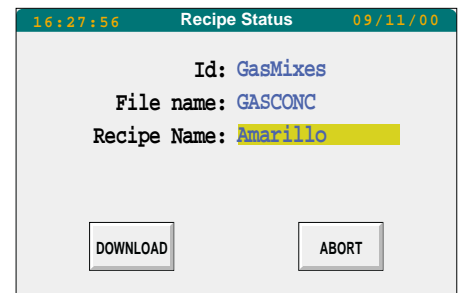 16:27:56 Recipe Status 09/11/00
Id: GasMixes
File name: GASCONC
Recipe Name: Amarillo
DOWNLOAD ABORT